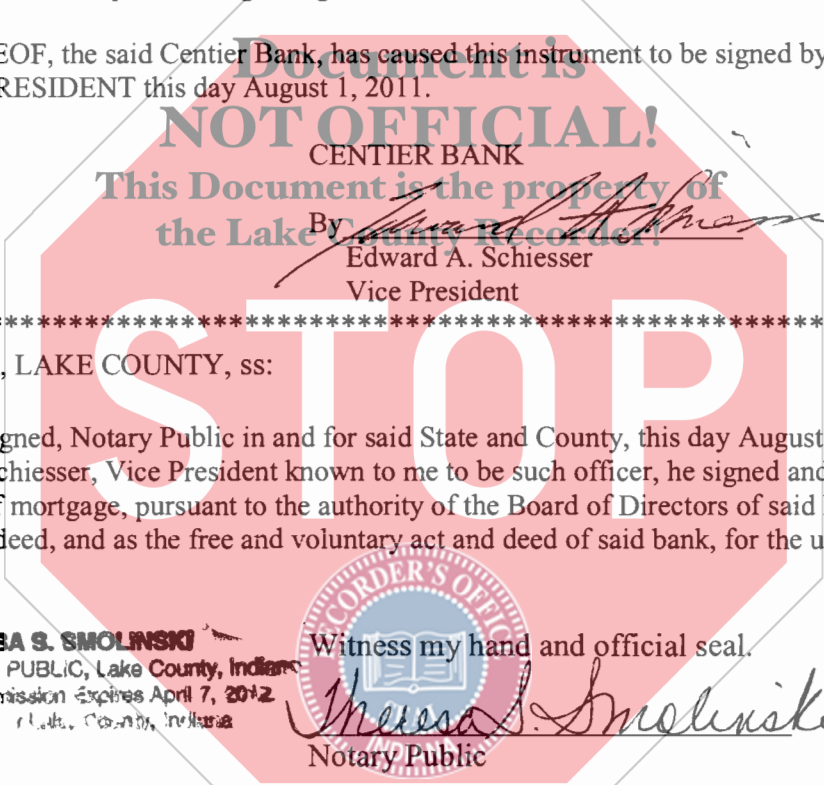 EOF, the said Centier Bank, has caused this instrument to be signed by
RESIDENT this day August 1, 2011.
Document is
NOT OFFICIAL!
This Document is the property of
the Lake County Recorder!
CENTIER BANK
By
Edward A. Schiesser
Vice President
STOP
, LAKE COUNTY, ss:
gned, Notary Public in and for said State and County, this day August
chiesser, Vice President known to me to be such officer, he signed and
f mortgage, pursuant to the authority of the Board of Directors of said
deed, and as the free and voluntary act and deed of said bank, for the u
RECORDER'S OFFICE
INDIANA
SA S. SMOLINSKI
PUBLIC, Lake County, Indiana
mission Expires April 7, 2012
County, Indiana
Witness my hand and official seal.
Theresa S. Smolinski
Notary Public